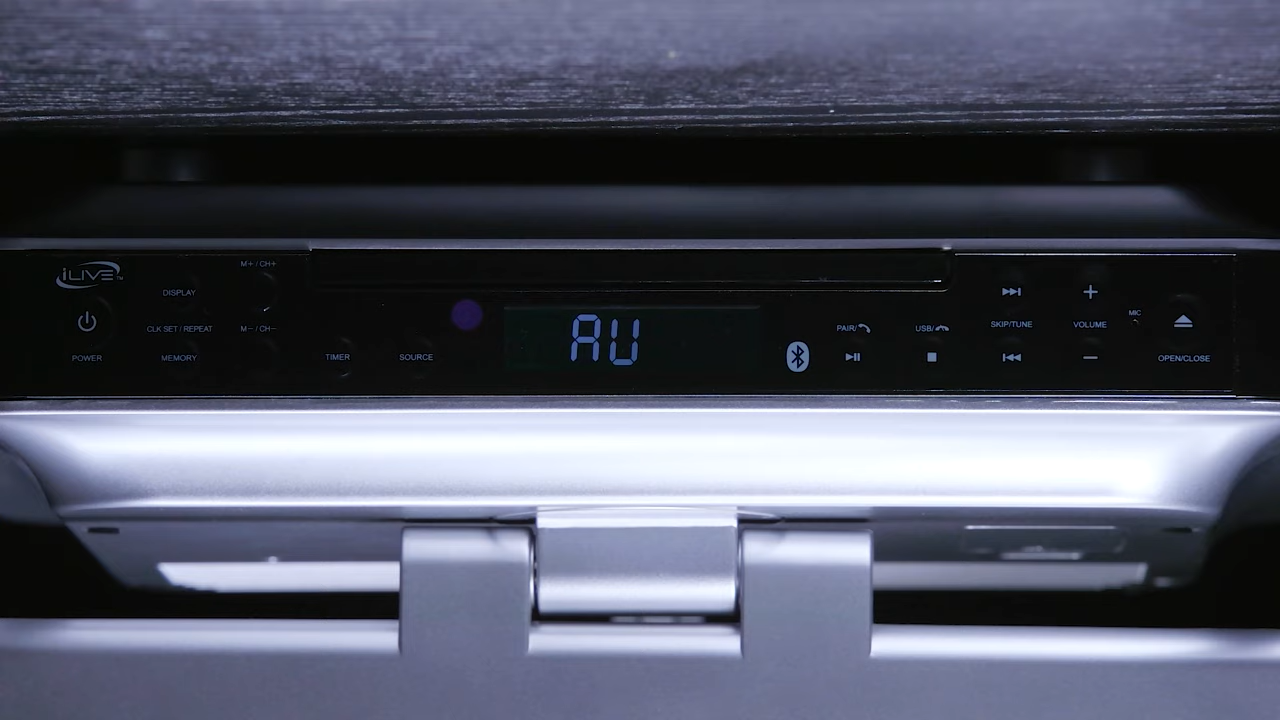 iLIVE™
POWER
DISPLAY
CLK SET / REPEAT
MEMORY
M+ / CH+
M− / CH−
TIMER
SOURCE
AU
PAIR/
USB/
SKIP/TUNE
VOLUME
MIC
OPEN/CLOSE